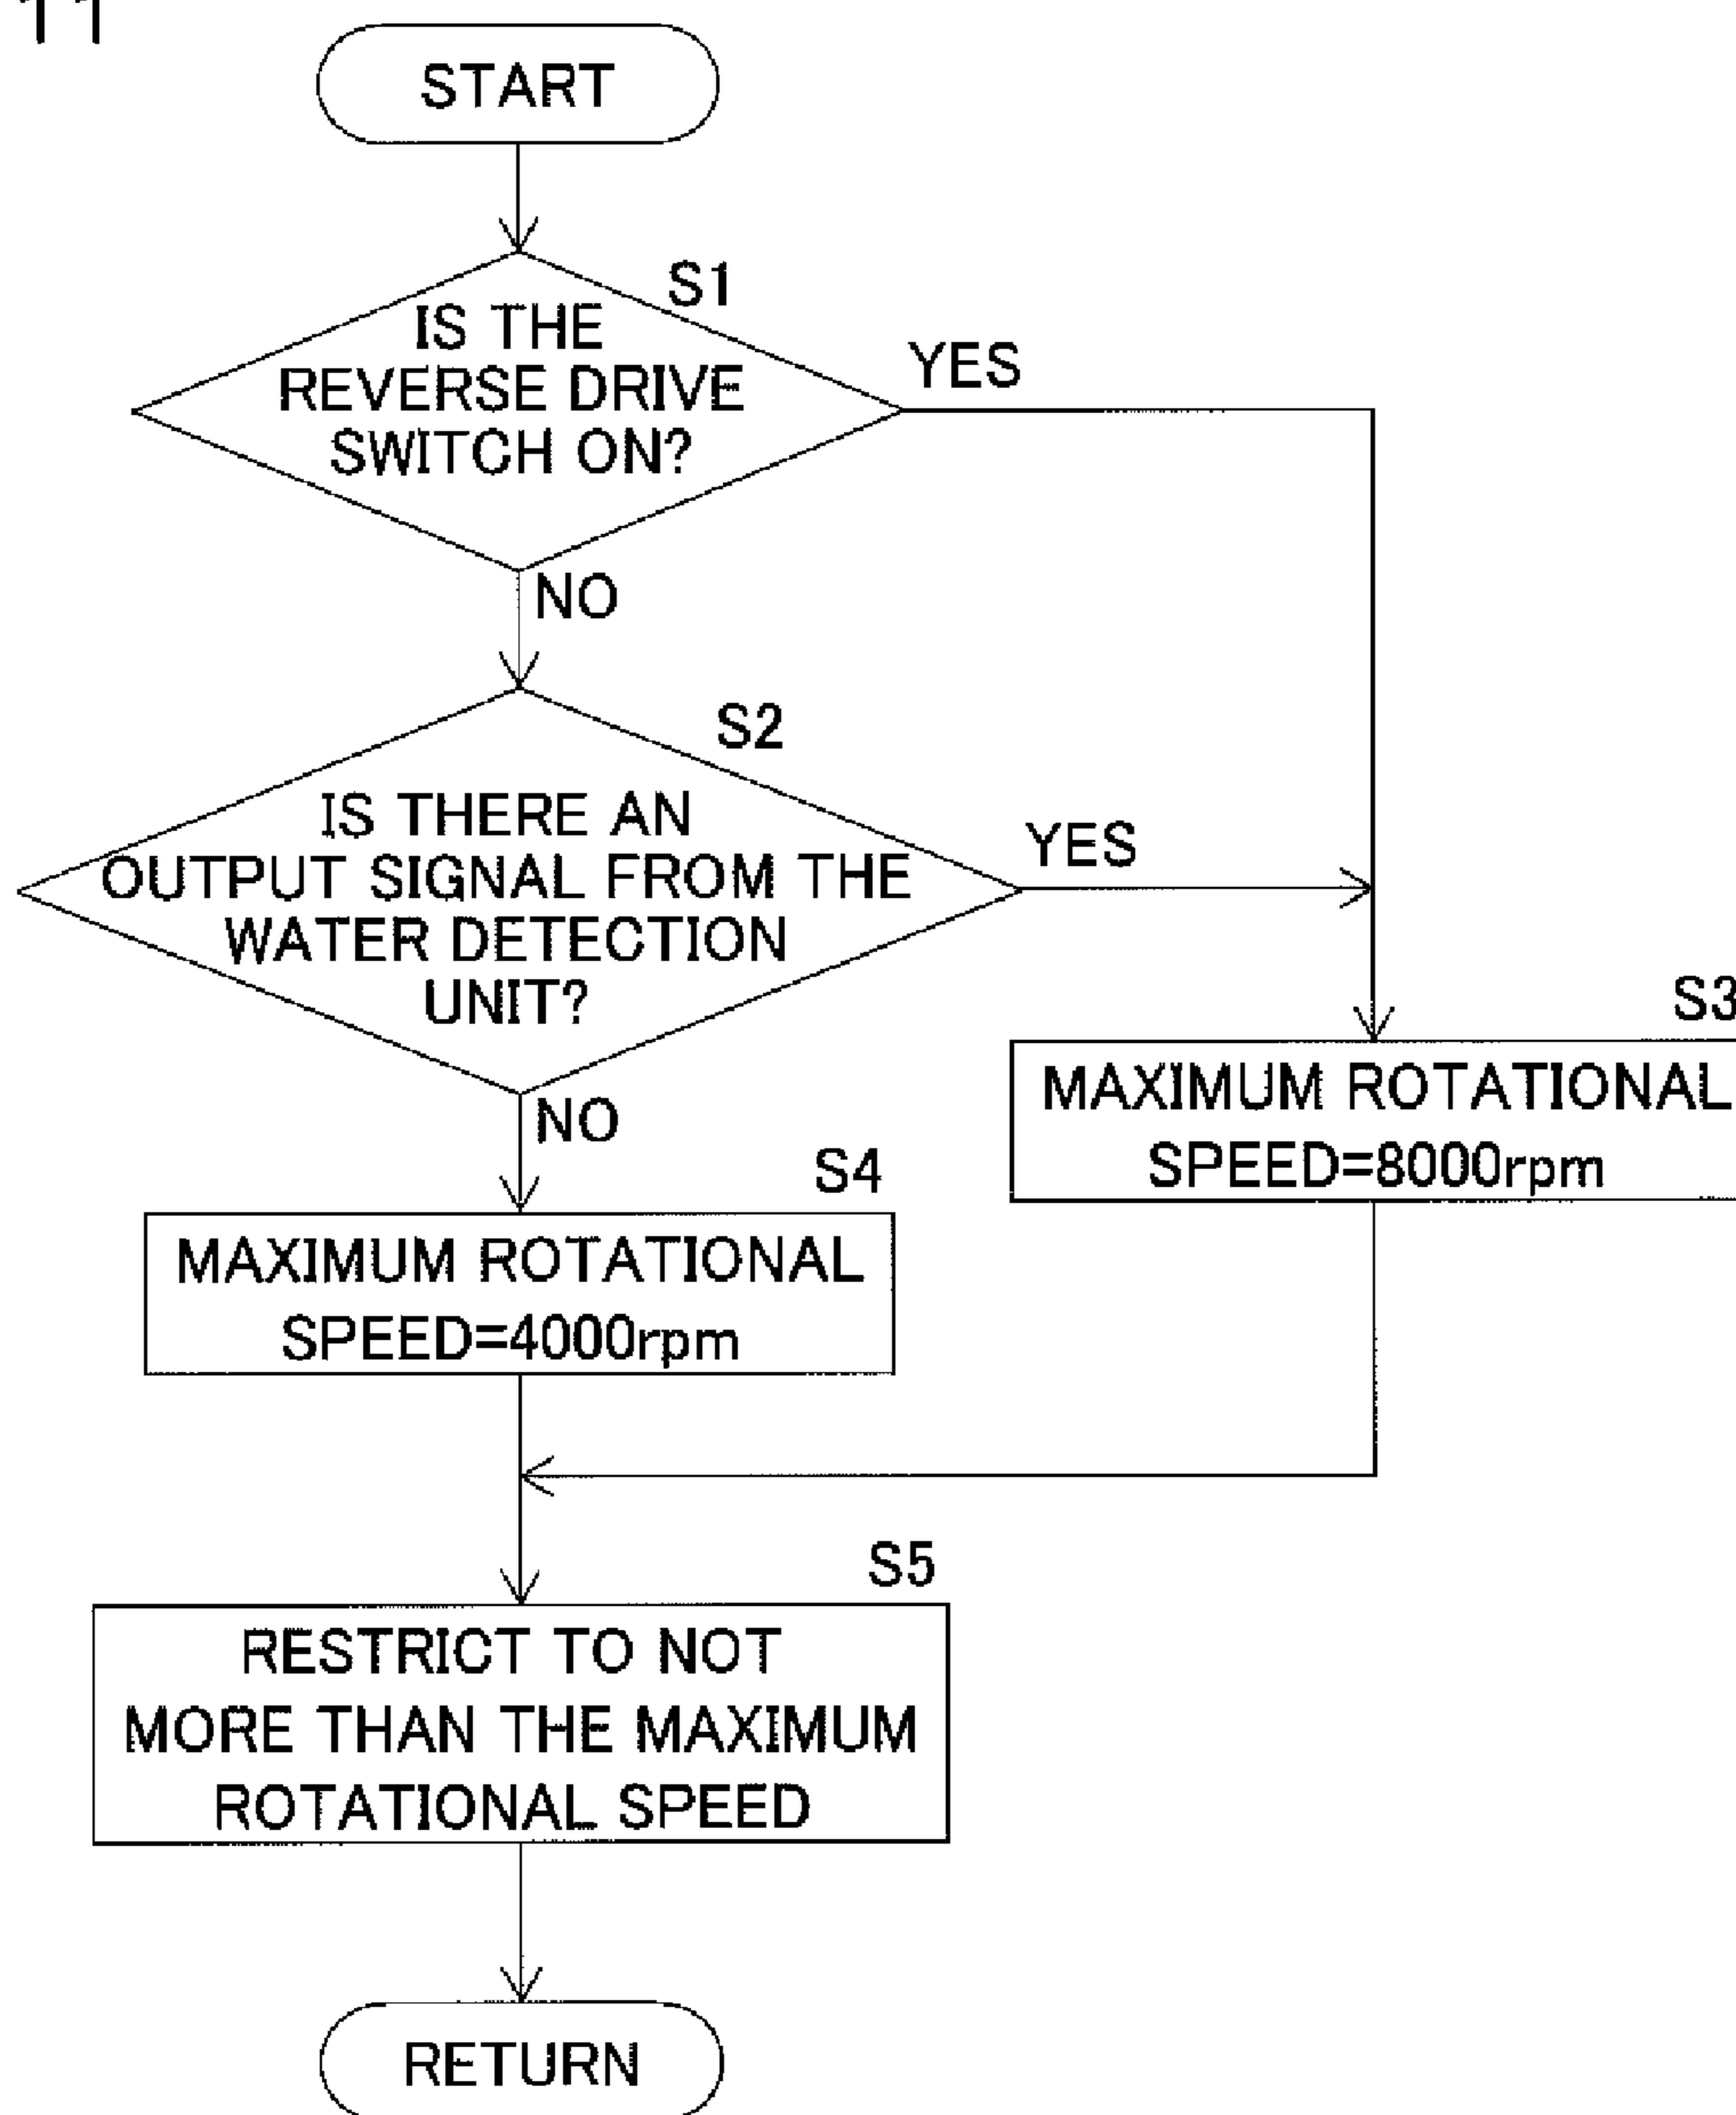 11
START
S1
IS THE
REVERSE DRIVE
SWITCH ON?
YES
NO
S2
IS THERE AN
OUTPUT SIGNAL FROM THE
WATER DETECTION
UNIT?
YES
NO
S3
MAXIMUM ROTATIONAL
SPEED=8000rpm
S4
MAXIMUM ROTATIONAL
SPEED=4000rpm
S5
RESTRICT TO NOT
MORE THAN THE MAXIMUM
ROTATIONAL SPEED
RETURN